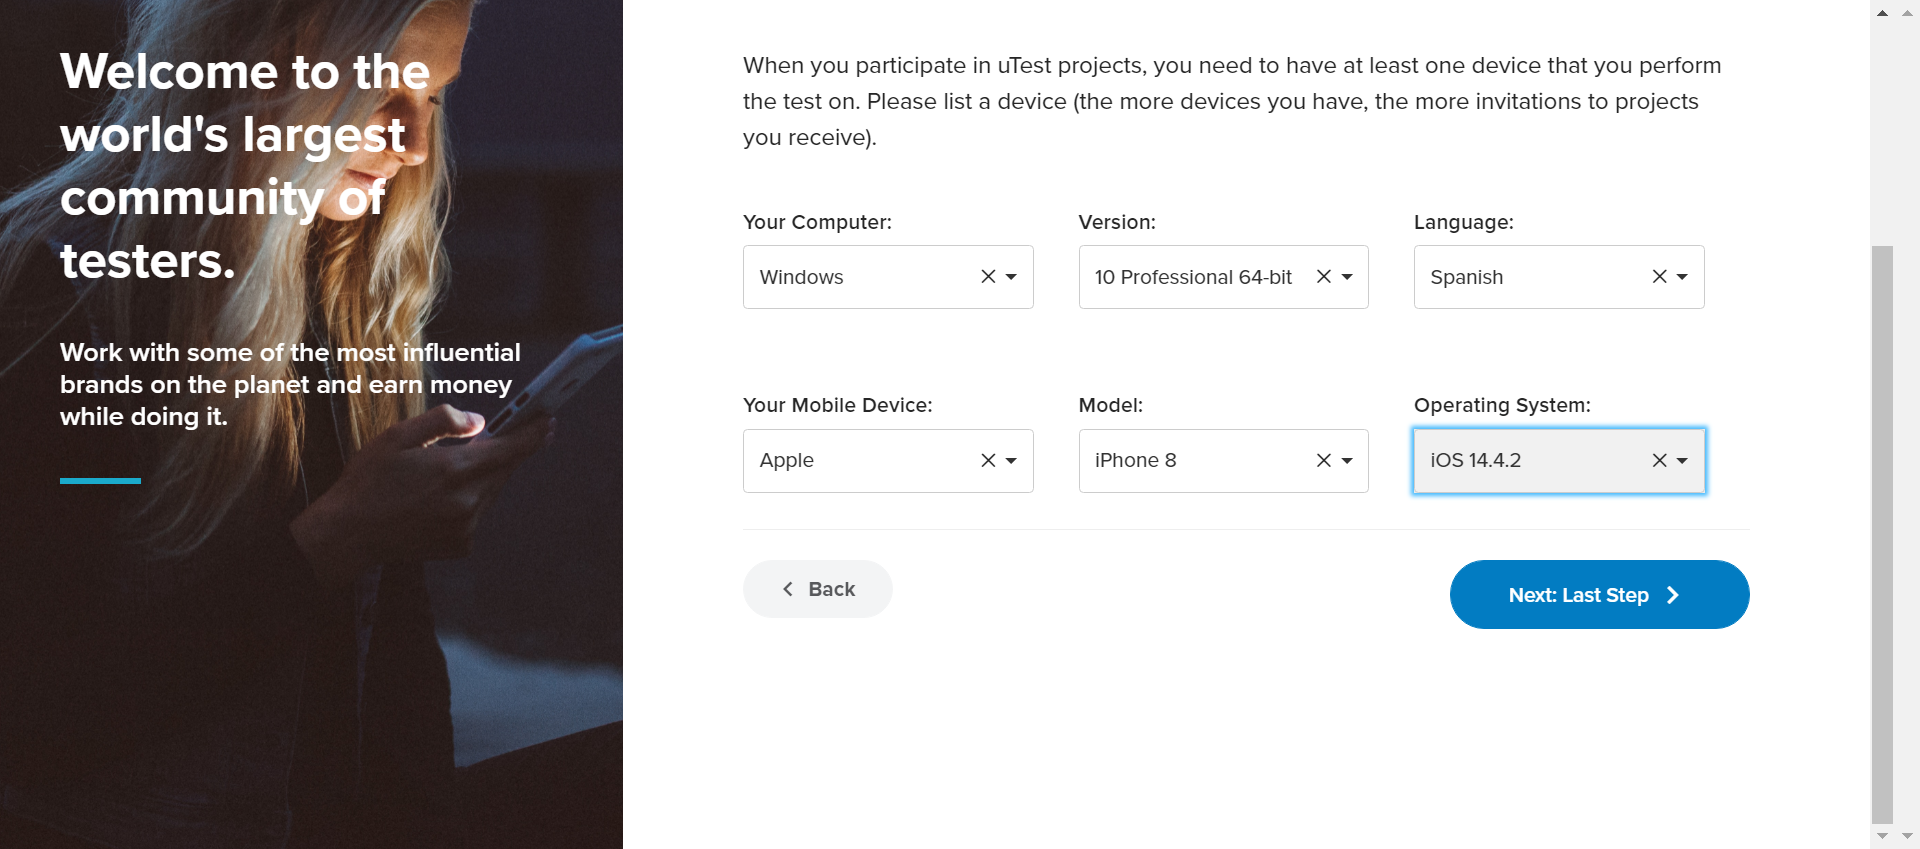 Welcome to the
world's largest
community of
testers.
Work with some of the most influential
brands on the planet and earn money
while doing it.
When you participate in uTest projects, you need to have at least one device that you perform
the test on. Please list a device (the more devices you have, the more invitations to projects
you receive).
Your Computer:
Version:
Language:
Windows
10 Professional 64-bit
Spanish
Your Mobile Device:
Model:
Operating System:
Apple
iPhone 8
iOS 14.4.2
Back
Next: Last Step